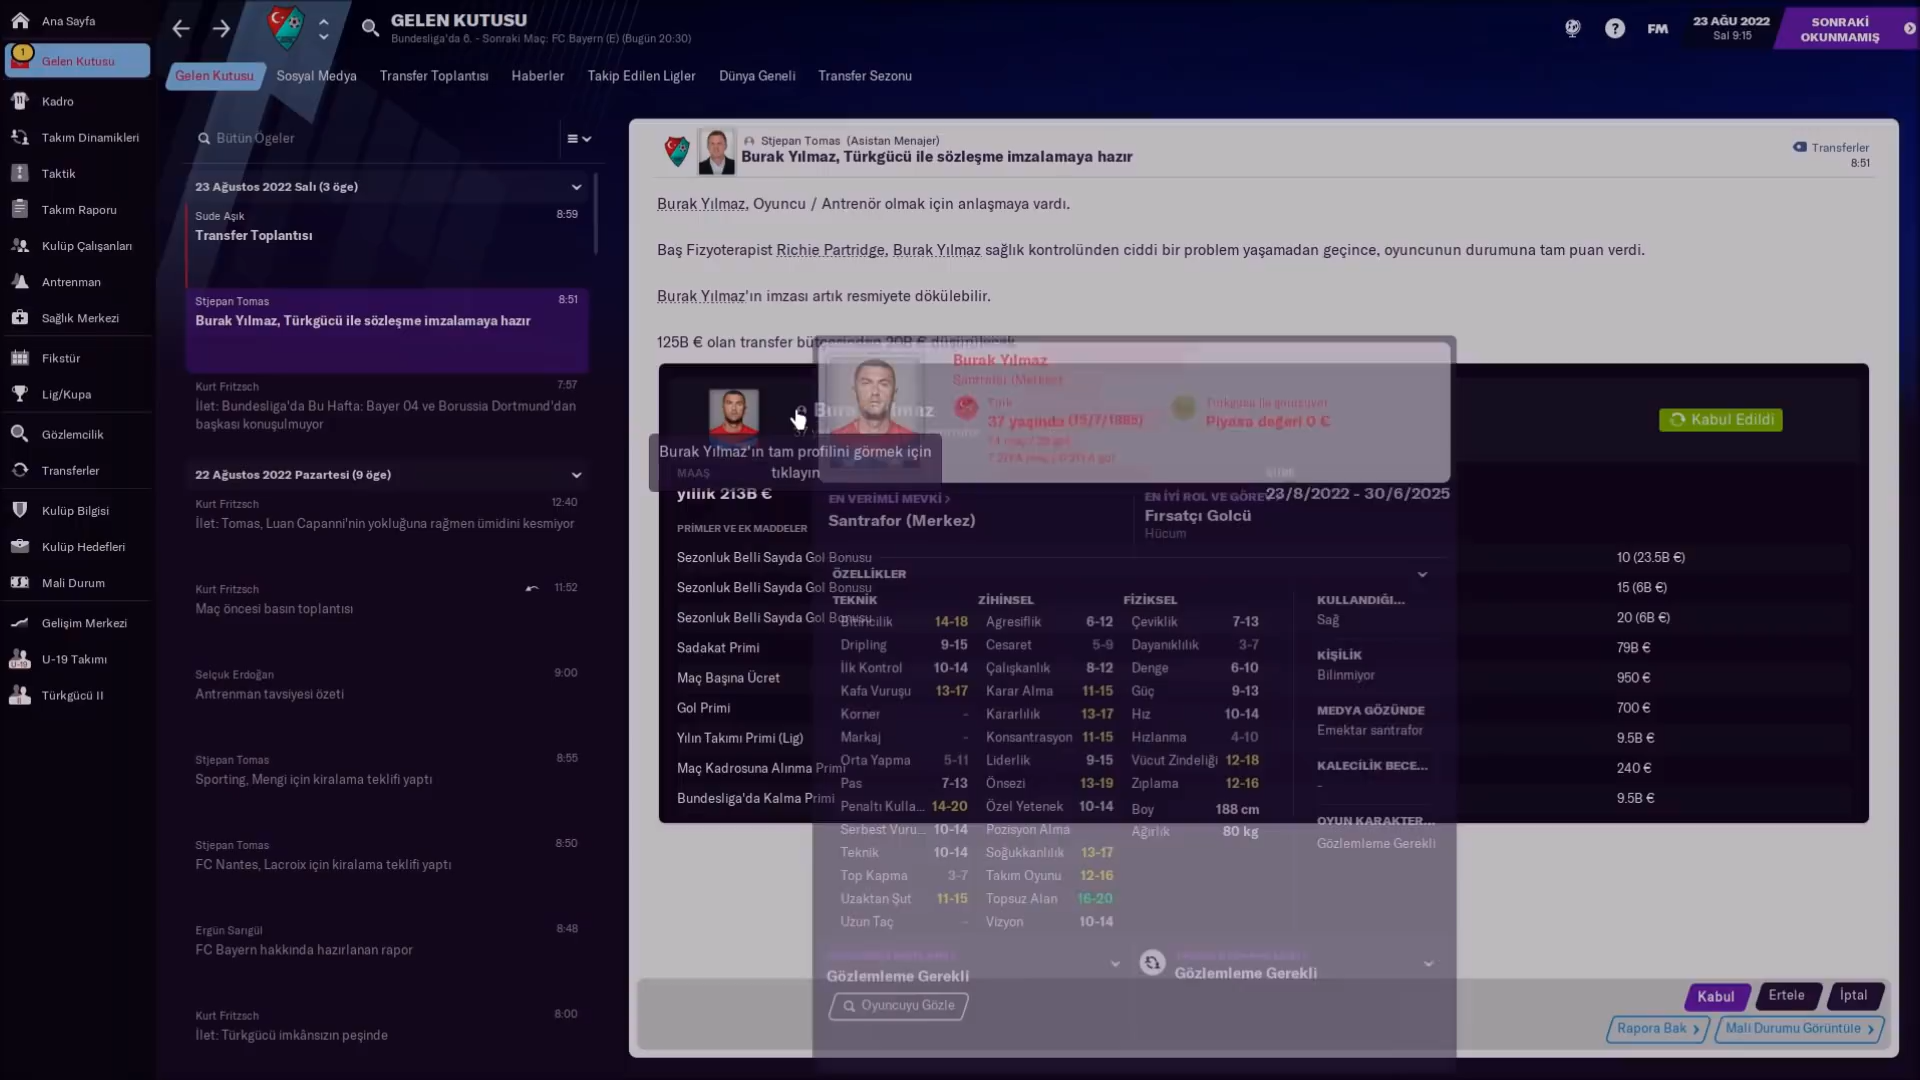 Ana Sayfa
1
Gelen Kutusu
Kadro
Takım Dinamikleri
Taktik
Takım Raporu
Kulüp Çalışanları
Antrenman
Sağlık Merkezi
Fikstür
Lig/Kupa
Gözlemcilik
Transferler
Kulüp Bilgisi
Kulüp Hedefleri
Mali Durum
Gelişim Merkezi
U-19 Takımı
Türkgücü II
GELEN KUTUSU
Bundesliga'da 6. - Sonraki Maç: FC Bayern (E) (Bugün 20:30)
FM
23 AĞU 2022
Sal 9:15
SONRAKİ
OKUNMAMIŞ
Gelen Kutusu
Sosyal Medya
Transfer Toplantısı
Haberler
Takip Edilen Ligler
Dünya Geneli
Transfer Sezonu
Bütün Ögeler
23 Ağustos 2022 Salı (3 öge)
Sude Aşık 8:59
Transfer Toplantısı
Stjepan Tomas 8:51
Burak Yılmaz, Türkgücü ile sözleşme imzalamaya hazır
Kurt Fritzsch 7:57
İlet: Bundesliga'da Bu Hafta: Bayer 04 ve Borussia Dortmund'dan
başkası konuşulmuyor
22 Ağustos 2022 Pazartesi (9 öge)
Kurt Fritzsch 12:40
İlet: Tomas, Luan Capanni'nin yokluğuna rağmen ümidini kesmiyor
Kurt Fritzsch 11:52
Maç öncesi basın toplantısı
Selçuk Erdoğan 9:00
Antrenman tavsiyesi özeti
Stjepan Tomas 8:55
Sporting, Mengi için kiralama teklifi yaptı
Stjepan Tomas 8:50
FC Nantes, Lacroix için kiralama teklifi yaptı
Ergün Sarıgül 8:48
FC Bayern hakkında hazırlanan rapor
Kurt Fritzsch 8:00
İlet: Türkgücü imkânsızın peşinde
Stjepan Tomas (Asistan Menajer)
Burak Yılmaz, Türkgücü ile sözleşme imzalamaya hazır
Transferler
8:51
Burak Yılmaz, Oyuncu / Antrenör olmak için anlaşmaya vardı.
Baş Fizyoterapist Richie Partridge, Burak Yılmaz sağlık kontrolünden ciddi bir problem yaşamadan geçince, oyuncunun durumuna tam puan verdi.
Burak Yılmaz'ın imzası artık resmiyete dökülebilir.
125B € olan transfer bütçesinden 20B € düşürülecek.
Burak Yılmaz
Kabul Edildi
Burak Yılmaz'ın tam profilini görmek için
tıklayın
MAAŞ
yıllık 213B €
23/8/2022 - 30/6/2025
PRİMLER VE EK MADDELER
Sezonluk Belli Sayıda Gol Bonusu 10 (23.5B €)
Sezonluk Belli Sayıda Gol Bonusu 15 (6B €)
Sezonluk Belli Sayıda Gol Bonusu 20 (6B €)
Sadakat Primi 79B €
Maç Başına Ücret 950 €
Gol Primi 700 €
Yılın Takımı Primi (Lig) 9.5B €
Maç Kadrosuna Alınma Primi 240 €
Bundesliga'da Kalma Primi 9.5B €
Burak Yılmaz
Santrafor (Merkez)
Türk
37 yaşında (15/7/1985)
Piyasa değeri 0 €
EN VERİMLİ MEVKİ
Santrafor (Merkez)
EN İYİ ROL VE GÖREV
Fırsatçı Golcü
Hücum
ÖZELLİKLER
TEKNİK
Bitiricilik 14-18
Dripling 9-15
İlk Kontrol 10-14
Kafa Vuruşu 13-17
Korner -
Markaj -
Orta Yapma 5-11
Pas 7-13
Penaltı Kulla... 14-20
Serbest Vuru... 10-14
Teknik 10-14
Top Kapma 3-7
Uzaktan Şut 11-15
Uzun Taç -
ZİHİNSEL
Agresiflik 6-12
Cesaret 5-9
Çalışkanlık 8-12
Karar Alma 11-15
Kararlılık 13-17
Konsantrasyon 11-15
Liderlik 9-15
Önsezi 13-19
Özel Yetenek 10-14
Pozisyon Alma
Soğukkanlılık 13-17
Takım Oyunu 12-16
Topsuz Alan 16-20
Vizyon 10-14
FİZİKSEL
Çeviklik 7-13
Dayanıklılık 3-7
Denge 6-10
Güç 9-13
Hız 10-14
Hızlanma 4-10
Vücut Zindeliği 12-18
Zıplama 12-16
Boy 188 cm
Ağırlık 80 kg
KULLANDIĞI...
Sağ
KİŞİLİK
Bilinmiyor
MEDYA GÖZÜNDE
Emektar santrafor
KALECİLİK BECE...
-
OYUN KARAKTER...
Gözlemleme Gerekli
Gözlemleme Gerekli
Gözlemleme Gerekli
Oyuncuyu Gözle
Kabul
Ertele
İptal
Rapora Bak
Mali Durumu Görüntüle